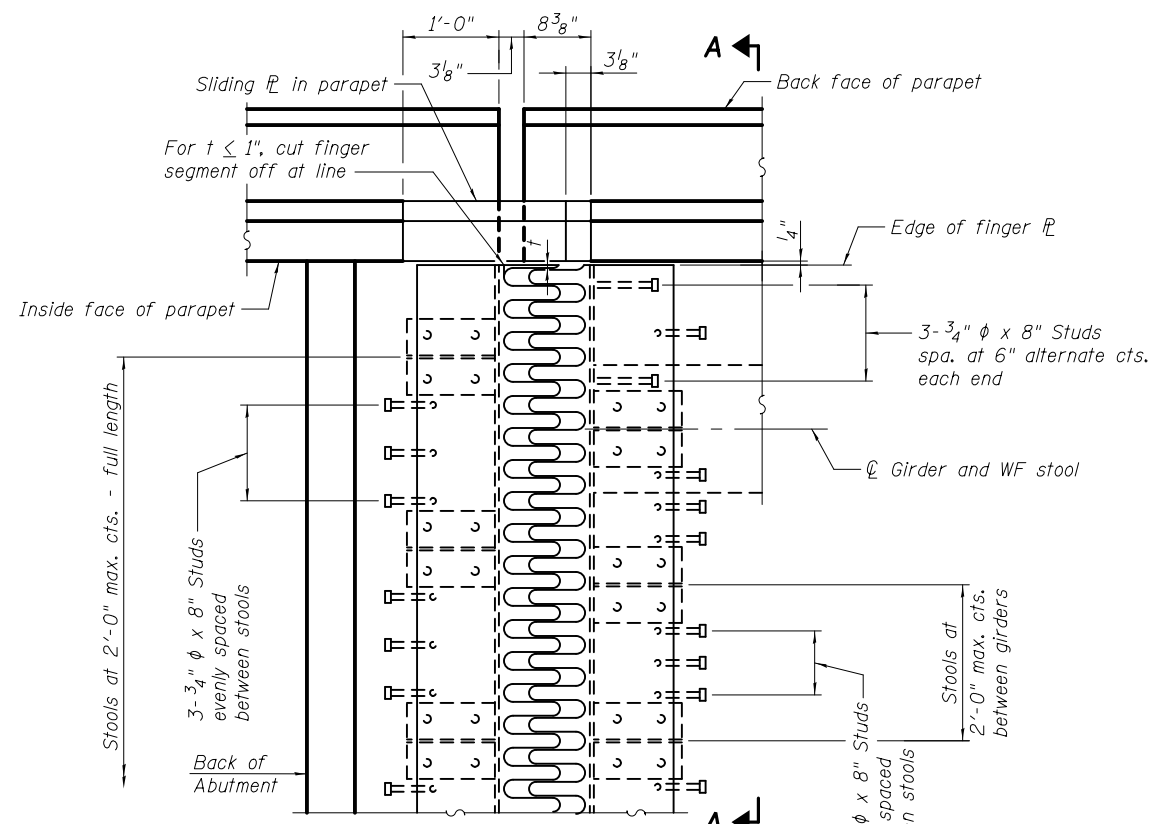 1'-0"
8 3/8"
A
3 1/8"
3 1/8"
Sliding ℙ in parapet
Back face of parapet
For t ≤ 1", cut finger
segment off at line
t
1/4"
Edge of finger ℙ
Inside face of parapet
3- 3/4" ϕ x 8" Studs
spa. at 6" alternate cts.
each end
℄ Girder and WF stool
Stools at 2'-0" max. cts. - full length
3- 3/4" ϕ x 8" Studs
evenly spaced
between stools
Stools at
2'-0" max. cts.
between girders
Back of
Abutment
ϕ x 8" Studs
spaced
n stools
A